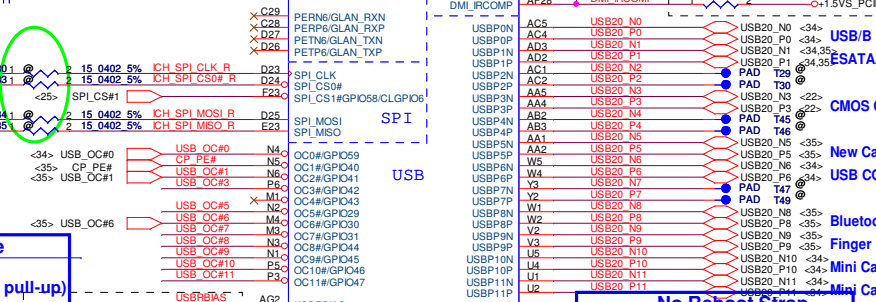 DMI_IRCOMP AF28 2 +1.5VS_PCI
C29 PERN6/GLAN_RXN
C28 PERP6/GLAN_RXP
D27 PETN6/GLAN_TXN
D26 PETP6/GLAN_TXP
1 @ 2 15_0402_5% ICH_SPI_CLK_R D23 SPI_CLK
1 @ 2 15_0402_5% ICH_SPI_CS0#_R D24 SPI_CS0#
<25> SPI_CS#1 F23 SPI_CS1#GPIO58/CLGPIO6
1 @ 2 15_0402_5% ICH_SPI_MOSI_R D25 SPI_MOSI
1 @ 2 15_0402_5% ICH_SPI_MISO_R E23 SPI_MISO
SPI
<34> USB_OC#0 USB_OC#0 N4 OC0#/GPIO59
<35> CP_PE# CP_PE# N5 OC1#/GPIO40
<35> USB_OC#1 USB_OC#1 N6 OC2#/GPIO41
USB_OC#3 P6 OC3#/GPIO42
M1 OC4#/GPIO43
USB_OC#5 N2 OC5#/GPIO29
<35> USB_OC#6 USB_OC#6 M4 OC6#/GPIO30
USB_OC#7 M3 OC7#/GPIO31
USB_OC#8 N3 OC8#/GPIO44
USB_OC#9 N1 OC9#/GPIO45
USB_OC#10 P5 OC10#/GPIO46
USB_OC#11 P3 OC11#/GPIO47
USBRBIAS AG2
USB
USBP0N AC5 USB20_N0 USB20_N0 <34>
USBP0P AC4 USB20_P0 USB20_P0 <34>
USB/B
USBP1N AD3 USB20_N1 USB20_N1 <34,35>
USBP1P AD2 USB20_P1 USB20_P1 <34,35>
ESATA
USBP2N AC1 USB20_N2 PAD T29 @
USBP2P AC2 USB20_P2 PAD T30 @
USBP3N AA5 USB20_N3 USB20_N3 <22>
USBP3P AA4 USB20_P3 USB20_P3 <22>
CMOS
USBP4N AB2 USB20_N4 PAD T45 @
USBP4P AB3 USB20_P4 PAD T46 @
USBP5N AA1 USB20_N5 USB20_N5 <35>
USBP5P AA2 USB20_P5 USB20_P5 <35>
New Ca
USBP6N W5 USB20_N6 USB20_N6 <34>
USBP6P W4 USB20_P6 USB20_P6 <34>
USB CO
USBP7N Y3 USB20_N7 PAD T47 @
USBP7P Y2 USB20_P7 PAD T49 @
USBP8N W1 USB20_N8 USB20_N8 <35>
USBP8P W2 USB20_P8 USB20_P8 <35>
Bluetoo
USBP9N V2 USB20_N9 USB20_N9 <35>
USBP9P V3 USB20_P9 USB20_P9 <35>
Finger
USBP10N U5 USB20_N10 USB20_N10 <34>
USBP10P U4 USB20_P10 USB20_P10 <34>
Mini Ca
USBP11N U1 USB20_N11 USB20_N11 <34>
USBP11P U2 USB20_P11
Mini Ca
pull-up)
No Reboot Strap